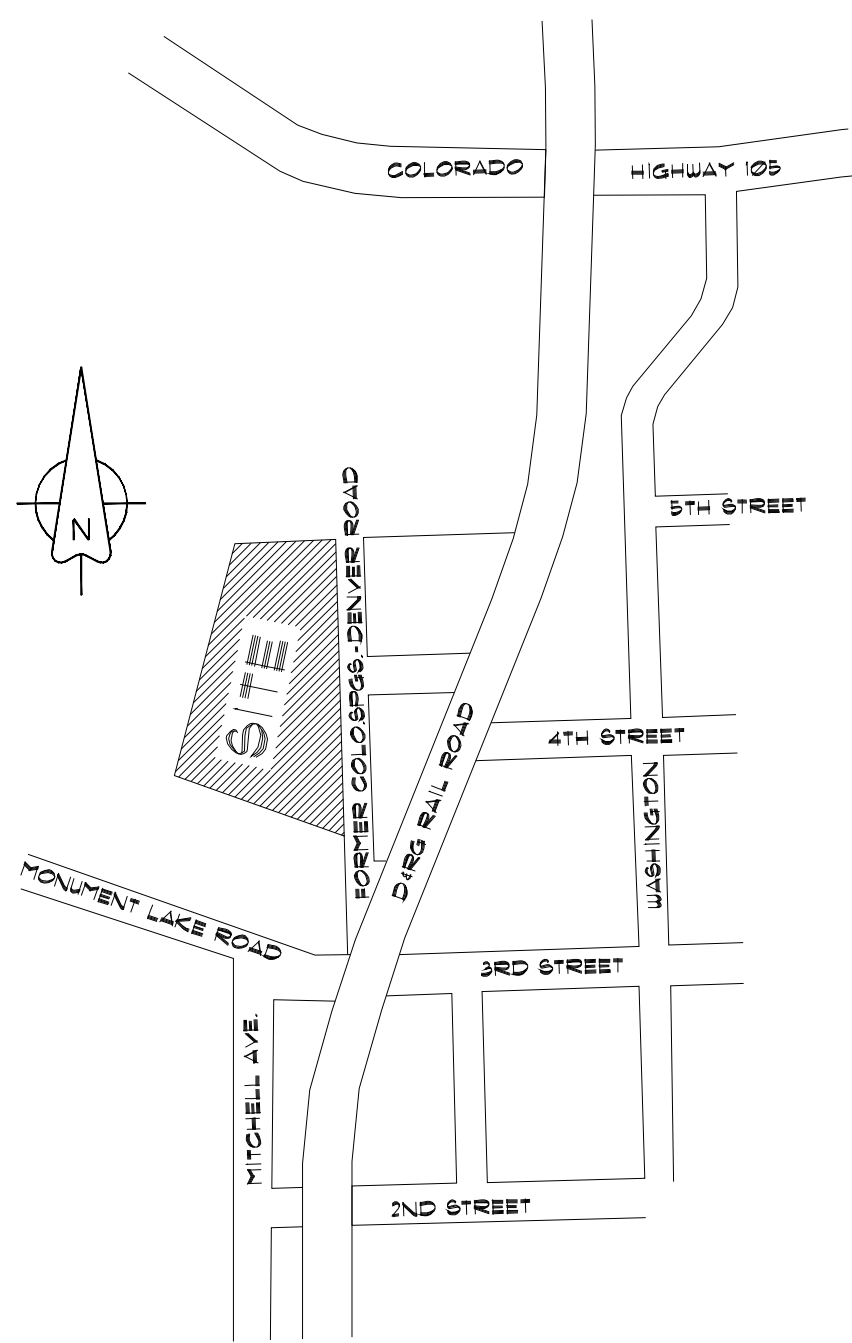 COLORADO HIGHWAY 105
N
5TH STREET
FORMER COLO.SPGS.-DENVER ROAD
SITE
D&RG RAIL ROAD
4TH STREET
WASHINGTON
MONUMENT LAKE ROAD
3RD STREET
MITCHELL AVE.
2ND STREET